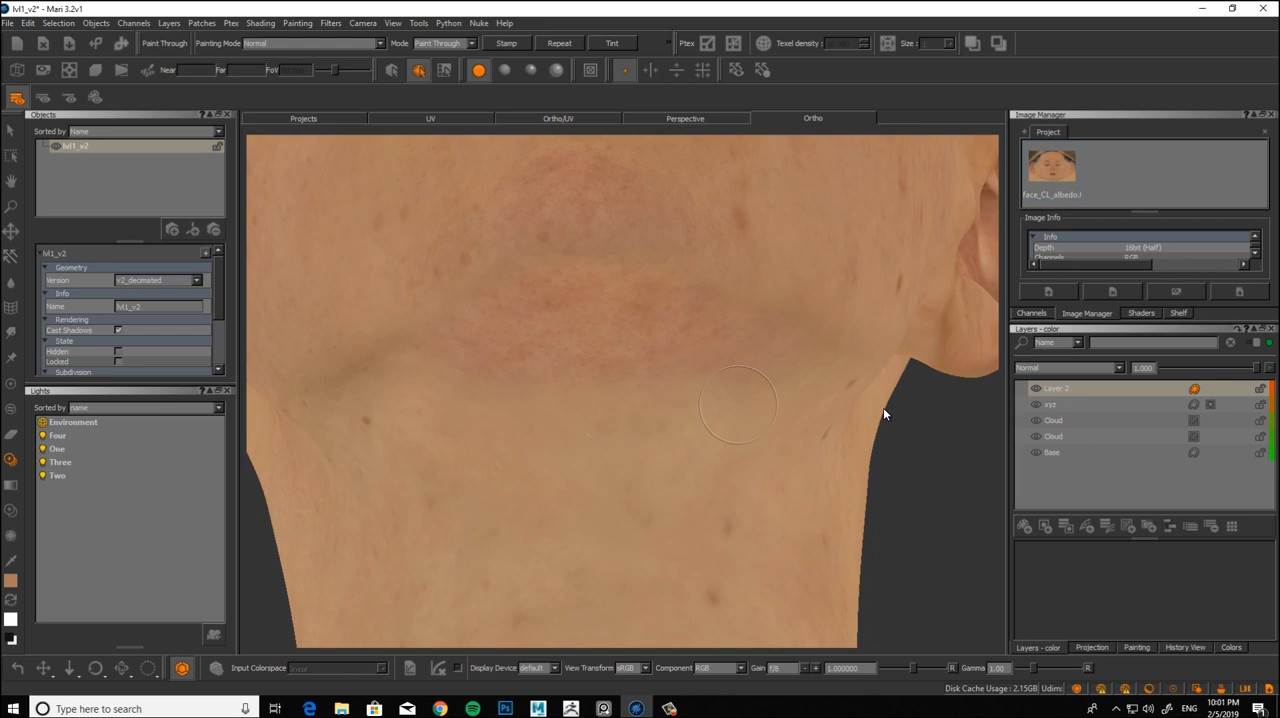 lvl1_v2* - Mari 3.2v1
File Edit Selection Objects Channels Layers Patches Ptex Shading Painting Filters Camera Ortho View Tools Python Nuke Help
Paint Through Painting Mode Normal Mode Paint Through Stamp Repeat Tint Ptex Texel density: Size :
Near Far FoV
Objects
Sorted by Name
lvl1_v2
lvl1_v2
Geometry
Version v2_decimated
Info
Name lvl1_v2
Rendering
Cast Shadows
State
Hidden
Locked
Subdivision
Lights
Sorted by name
Environment
Four
One
Three
Two
Projects UV Ortho/UV Perspective Ortho
Image Manager
Project
face_CL_albedo.t
Image Info
Info
Depth 16bit (Half)
Channels RGB
Channels Image Manager Shaders Shelf
Layers - color
Name
Normal 1.000
Layer 2
xyz
Cloud
Cloud
Base
Layers - color Projection Painting History View Colors
Input Colorspace linear Display Device default View Transform sRGB Component RGB Gain f/8 1.000000 R Gamma 1.00 R
Disk Cache Usage : 2.15GB Udim:
Type here to search
ENG
10:01 PM
2/5/2019